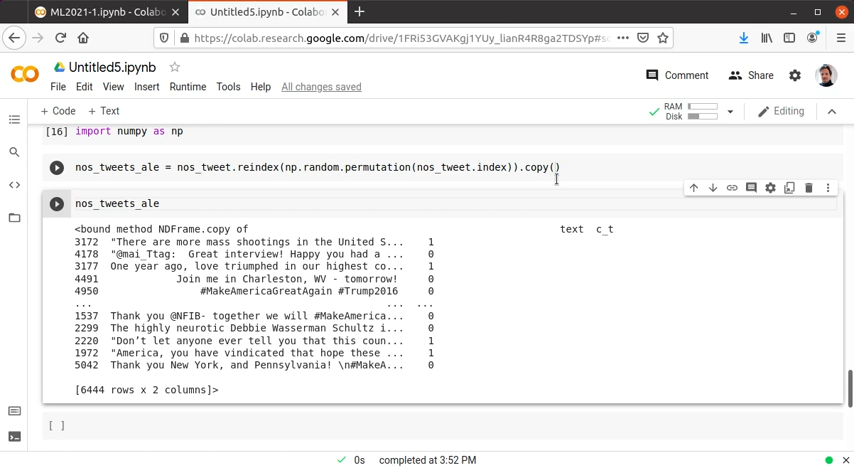 ML2021-1.ipynb - Colabo
Untitled5.ipynb - Colabo
https://colab.research.google.com/drive/1FRi53GVAKgj1YUy_lianR4R8ga2TDSYp#sc
Untitled5.ipynb
Comment
Share
File Edit View Insert Runtime Tools Help All changes saved
+ Code + Text
RAM
Disk
Editing
[16] import numpy as np
nos_tweets_ale = nos_tweet.reindex(np.random.permutation(nos_tweet.index)).copy()
nos_tweets_ale
<bound method NDFrame.copy of text c_t
3172 "There are more mass shootings in the United S... 1
4178 "@mai_Ttag: Great interview! Happy you had a ... 0
3177 One year ago, love triumphed in our highest co... 1
4491 Join me in Charleston, WV - tomorrow! 0
4950 #MakeAmericaGreatAgain #Trump2016 0
... ... ...
1537 Thank you @NFIB- together we will #MakeAmerica... 0
2299 The highly neurotic Debbie Wasserman Schultz i... 0
2220 "Don't let anyone ever tell you that this coun... 1
1972 "America, you have vindicated that hope these ... 1
5042 Thank you New York, and Pennsylvania! \n#MakeA... 0
[6444 rows x 2 columns]>
[ ]
0s completed at 3:52 PM